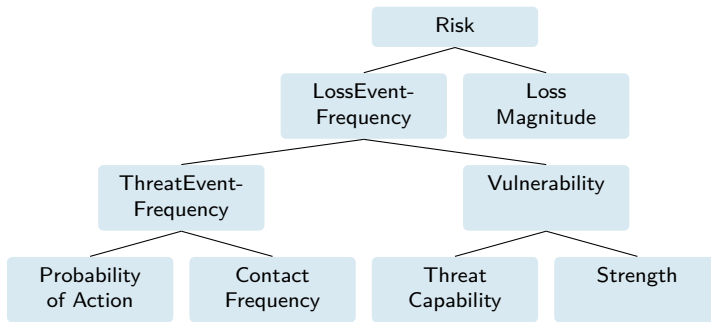 Risk
LossEvent-
Frequency
Loss
Magnitude
ThreatEvent-
Frequency
Vulnerability
Probability
of Action
Contact
Frequency
Threat
Capability
Strength